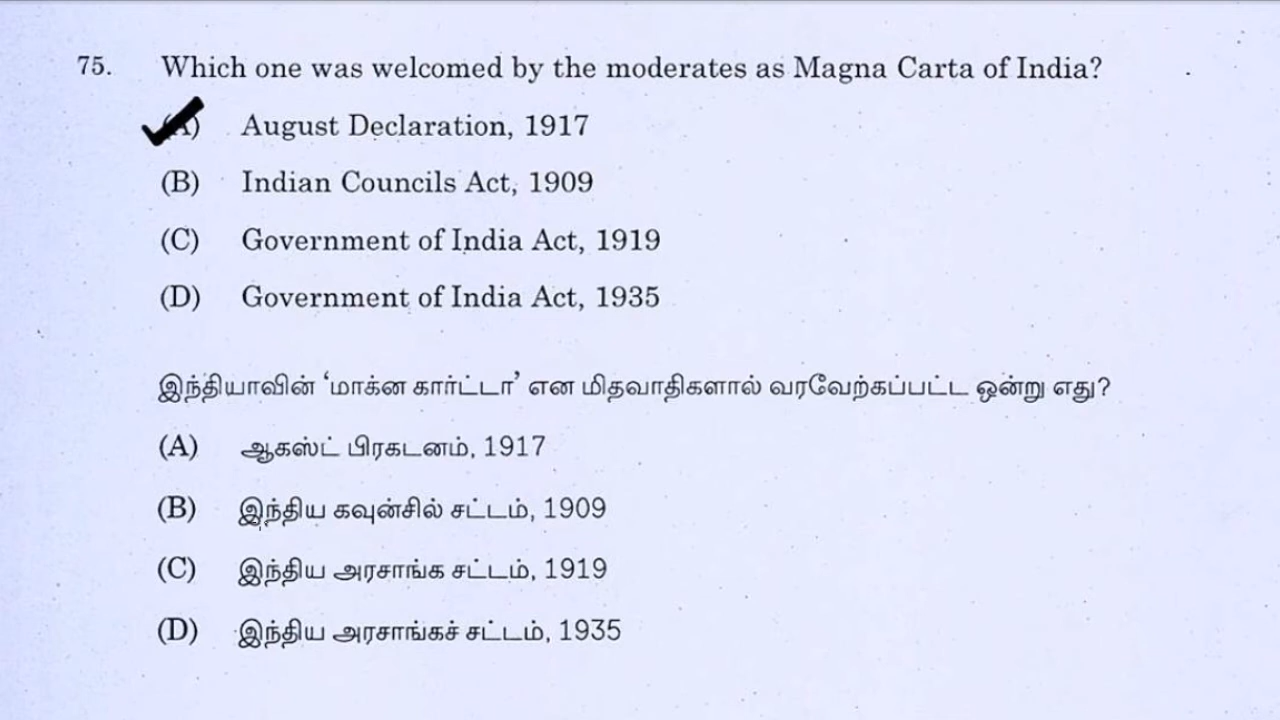 75. Which one was welcomed by the moderates as Magna Carta of India?
(A) August Declaration, 1917
(B) Indian Councils Act, 1909
(C) Government of India Act, 1919
(D) Government of India Act, 1935
இந்தியாவின் ‘மாக்ன கார்ட்டா’ என மிதவாதிகளால் வரவேற்கப்பட்ட ஒன்று எது?
(A) ஆகஸ்ட் பிரகடனம், 1917
(B) இந்திய கவுன்சில் சட்டம், 1909
(C) இந்திய அரசாங்க சட்டம், 1919
(D) இந்திய அரசாங்கச் சட்டம், 1935